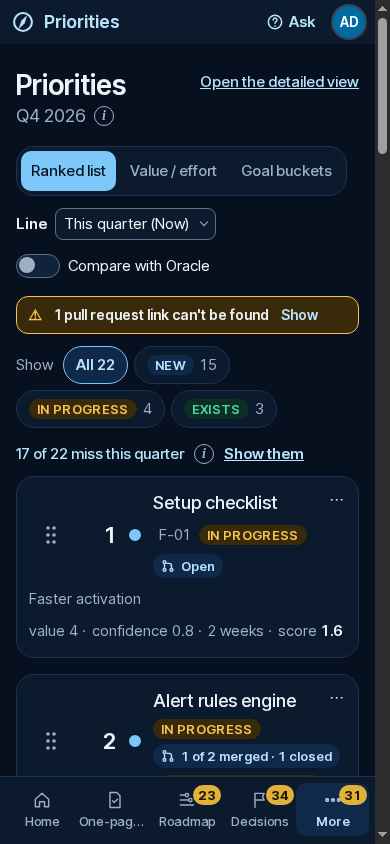 Priorities
Ask
AD
Priorities
Open the detailed view
Q4 2026 i
Ranked list
Value / effort
Goal buckets
Line
This quarter (Now)
Compare with Oracle
1 pull request link can't be found Show
Show
All 22
NEW 15
IN PROGRESS 4
EXISTS 3
17 of 22 miss this quarter i Show them
Setup checklist
...
1
F-01 IN PROGRESS
Open
Faster activation
value 4 · confidence 0.8 · 2 weeks · score 1.6
Alert rules engine
...
2
IN PROGRESS
1 of 2 merged · 1 closed
23
34
31
Home
One-pag…
Roadmap
Decisions
More